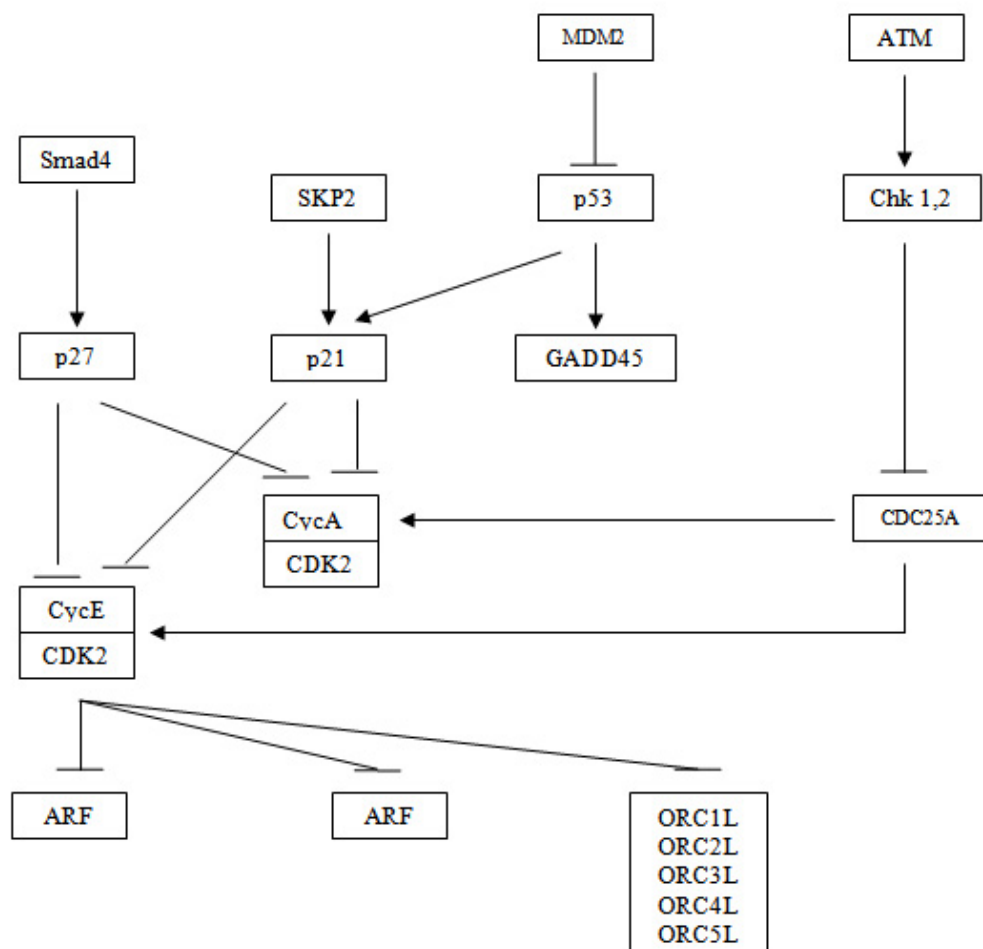 MDM2
ATM
Smad4
SKP2
p53
Chk 1,2
p27
p21
GADD45
CycA
CDK2
CDC25A
CycE
CDK2
ARF
ARF
ORC1L
ORC2L
ORC3L
ORC4L
ORC5L